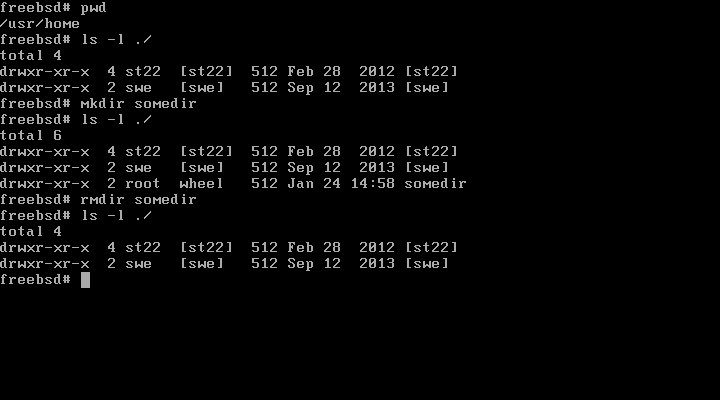 freebsd# pwd
/usr/home
freebsd# ls -l ./
total 4
drwxr-xr-x  4 st22  [st22]  512 Feb 28  2012 [st22]
drwxr-xr-x  2 swe   [swe]   512 Sep 12  2013 [swe]
freebsd# mkdir somedir
freebsd# ls -l ./
total 6
drwxr-xr-x  4 st22  [st22]  512 Feb 28  2012 [st22]
drwxr-xr-x  2 swe   [swe]   512 Sep 12  2013 [swe]
drwxr-xr-x  2 root  wheel   512 Jan 24 14:58 somedir
freebsd# rmdir somedir
freebsd# ls -l ./
total 4
drwxr-xr-x  4 st22  [st22]  512 Feb 28  2012 [st22]
drwxr-xr-x  2 swe   [swe]   512 Sep 12  2013 [swe]
freebsd#